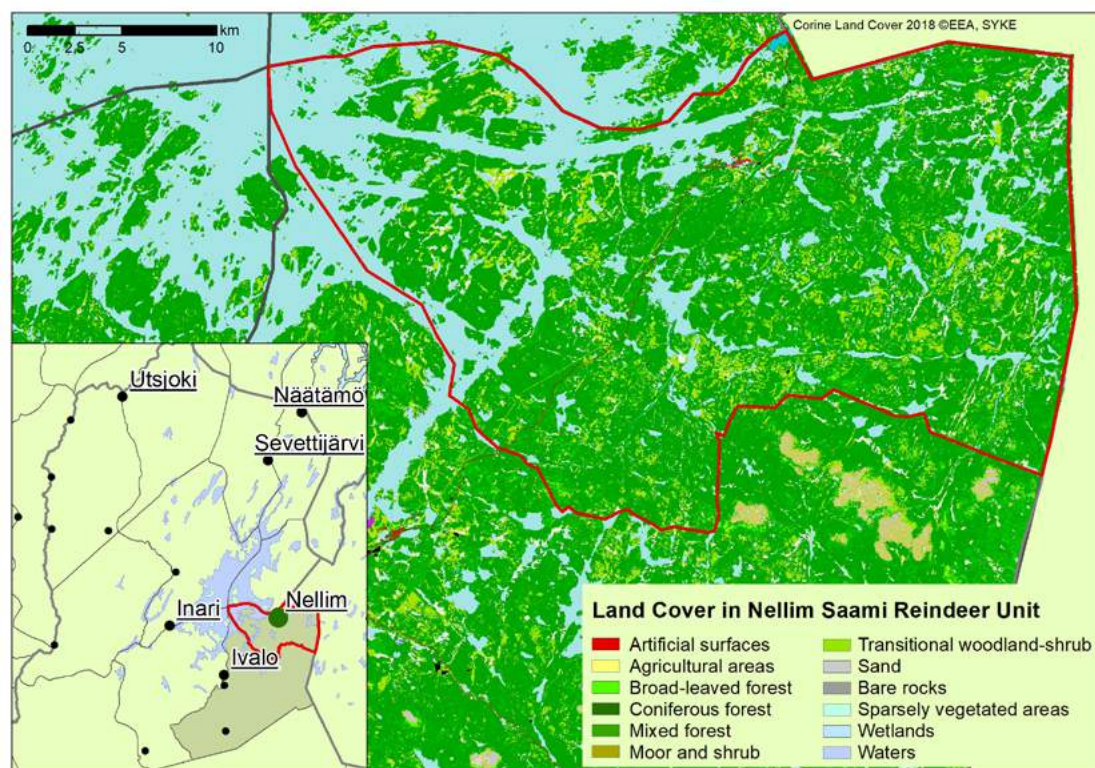 km
0 2,5 5 10
Corine Land Cover 2018 ©EEA, SYKE
Utsjoki
Näätämö
Sevettijärvi
Inari
Nellim
Ivalo
Land Cover in Nellim Saami Reindeer Unit
Artificial surfaces
Agricultural areas
Broad-leaved forest
Coniferous forest
Mixed forest
Moor and shrub
Transitional woodland-shrub
Sand
Bare rocks
Sparsely vegetated areas
Wetlands
Waters